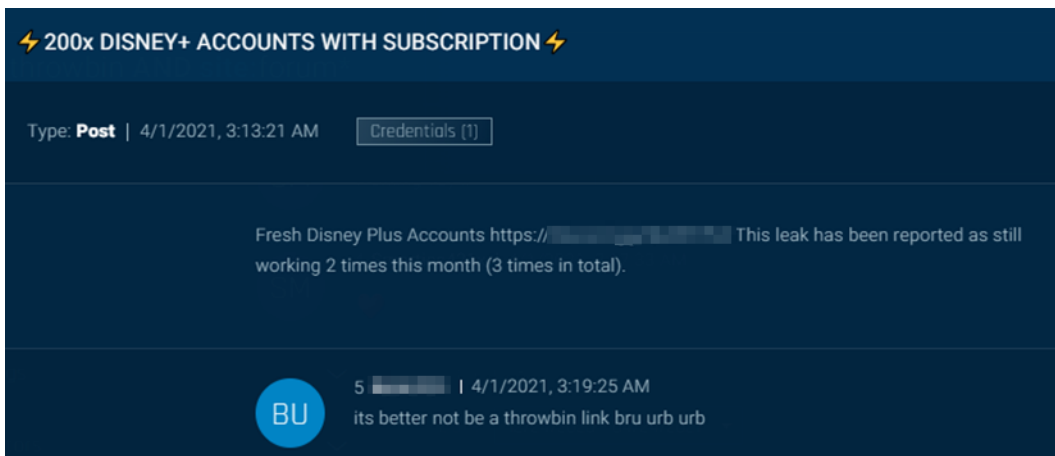 ⚡200x DISNEY+ ACCOUNTS WITH SUBSCRIPTION⚡
Type: Post | 4/1/2021, 3:13:21 AM Credentials (1)
Fresh Disney Plus Accounts https:// This leak has been reported as still
working 2 times this month (3 times in total).
5 | 4/1/2021, 3:19:25 AM
BU
its better not be a throwbin link bru urb urb